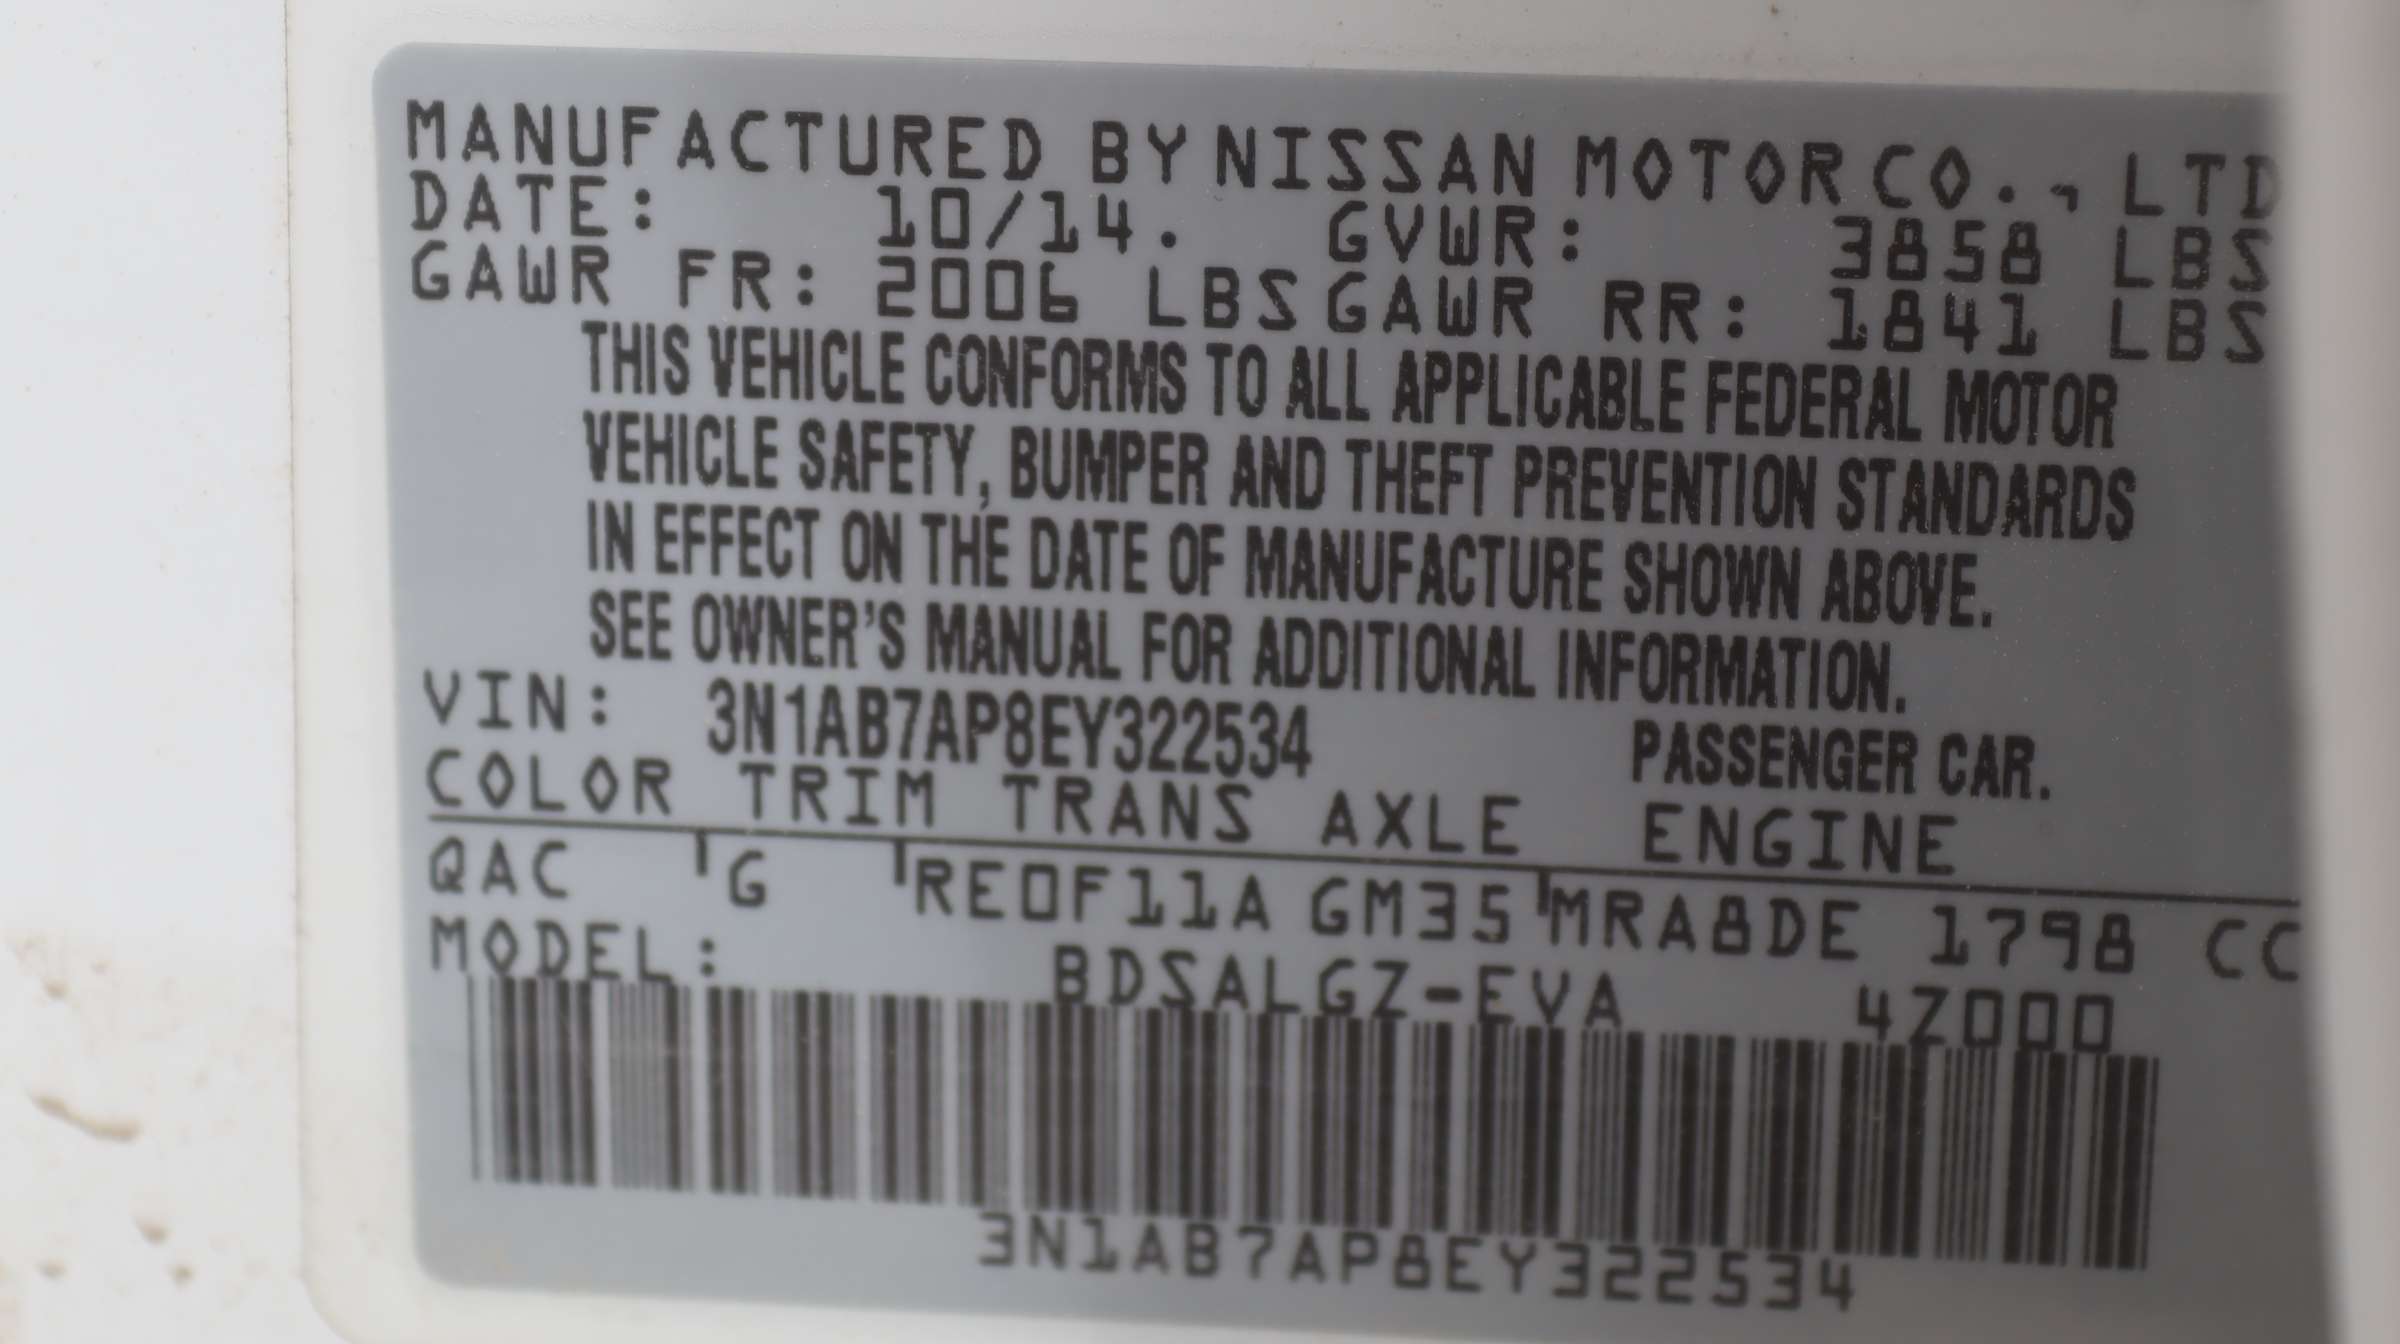 MANUFACTURED BY NISSAN MOTOR CO., LTD
DATE: 10/14. GVWR: 3858 LBS
GAWR FR: 2006 LBS GAWR RR: 1841 LBS
THIS VEHICLE CONFORMS TO ALL APPLICABLE FEDERAL MOTOR
VEHICLE SAFETY, BUMPER AND THEFT PREVENTION STANDARDS
IN EFFECT ON THE DATE OF MANUFACTURE SHOWN ABOVE.
SEE OWNER'S MANUAL FOR ADDITIONAL INFORMATION.
VIN: 3N1AB7AP8EY322534 PASSENGER CAR.
COLOR TRIM TRANS AXLE ENGINE
QAC G RE0F11A GM35 MRA8DE 1798 CC
MODEL: BDSALGZ-EVA 4Z000
3N1AB7AP8EY322534